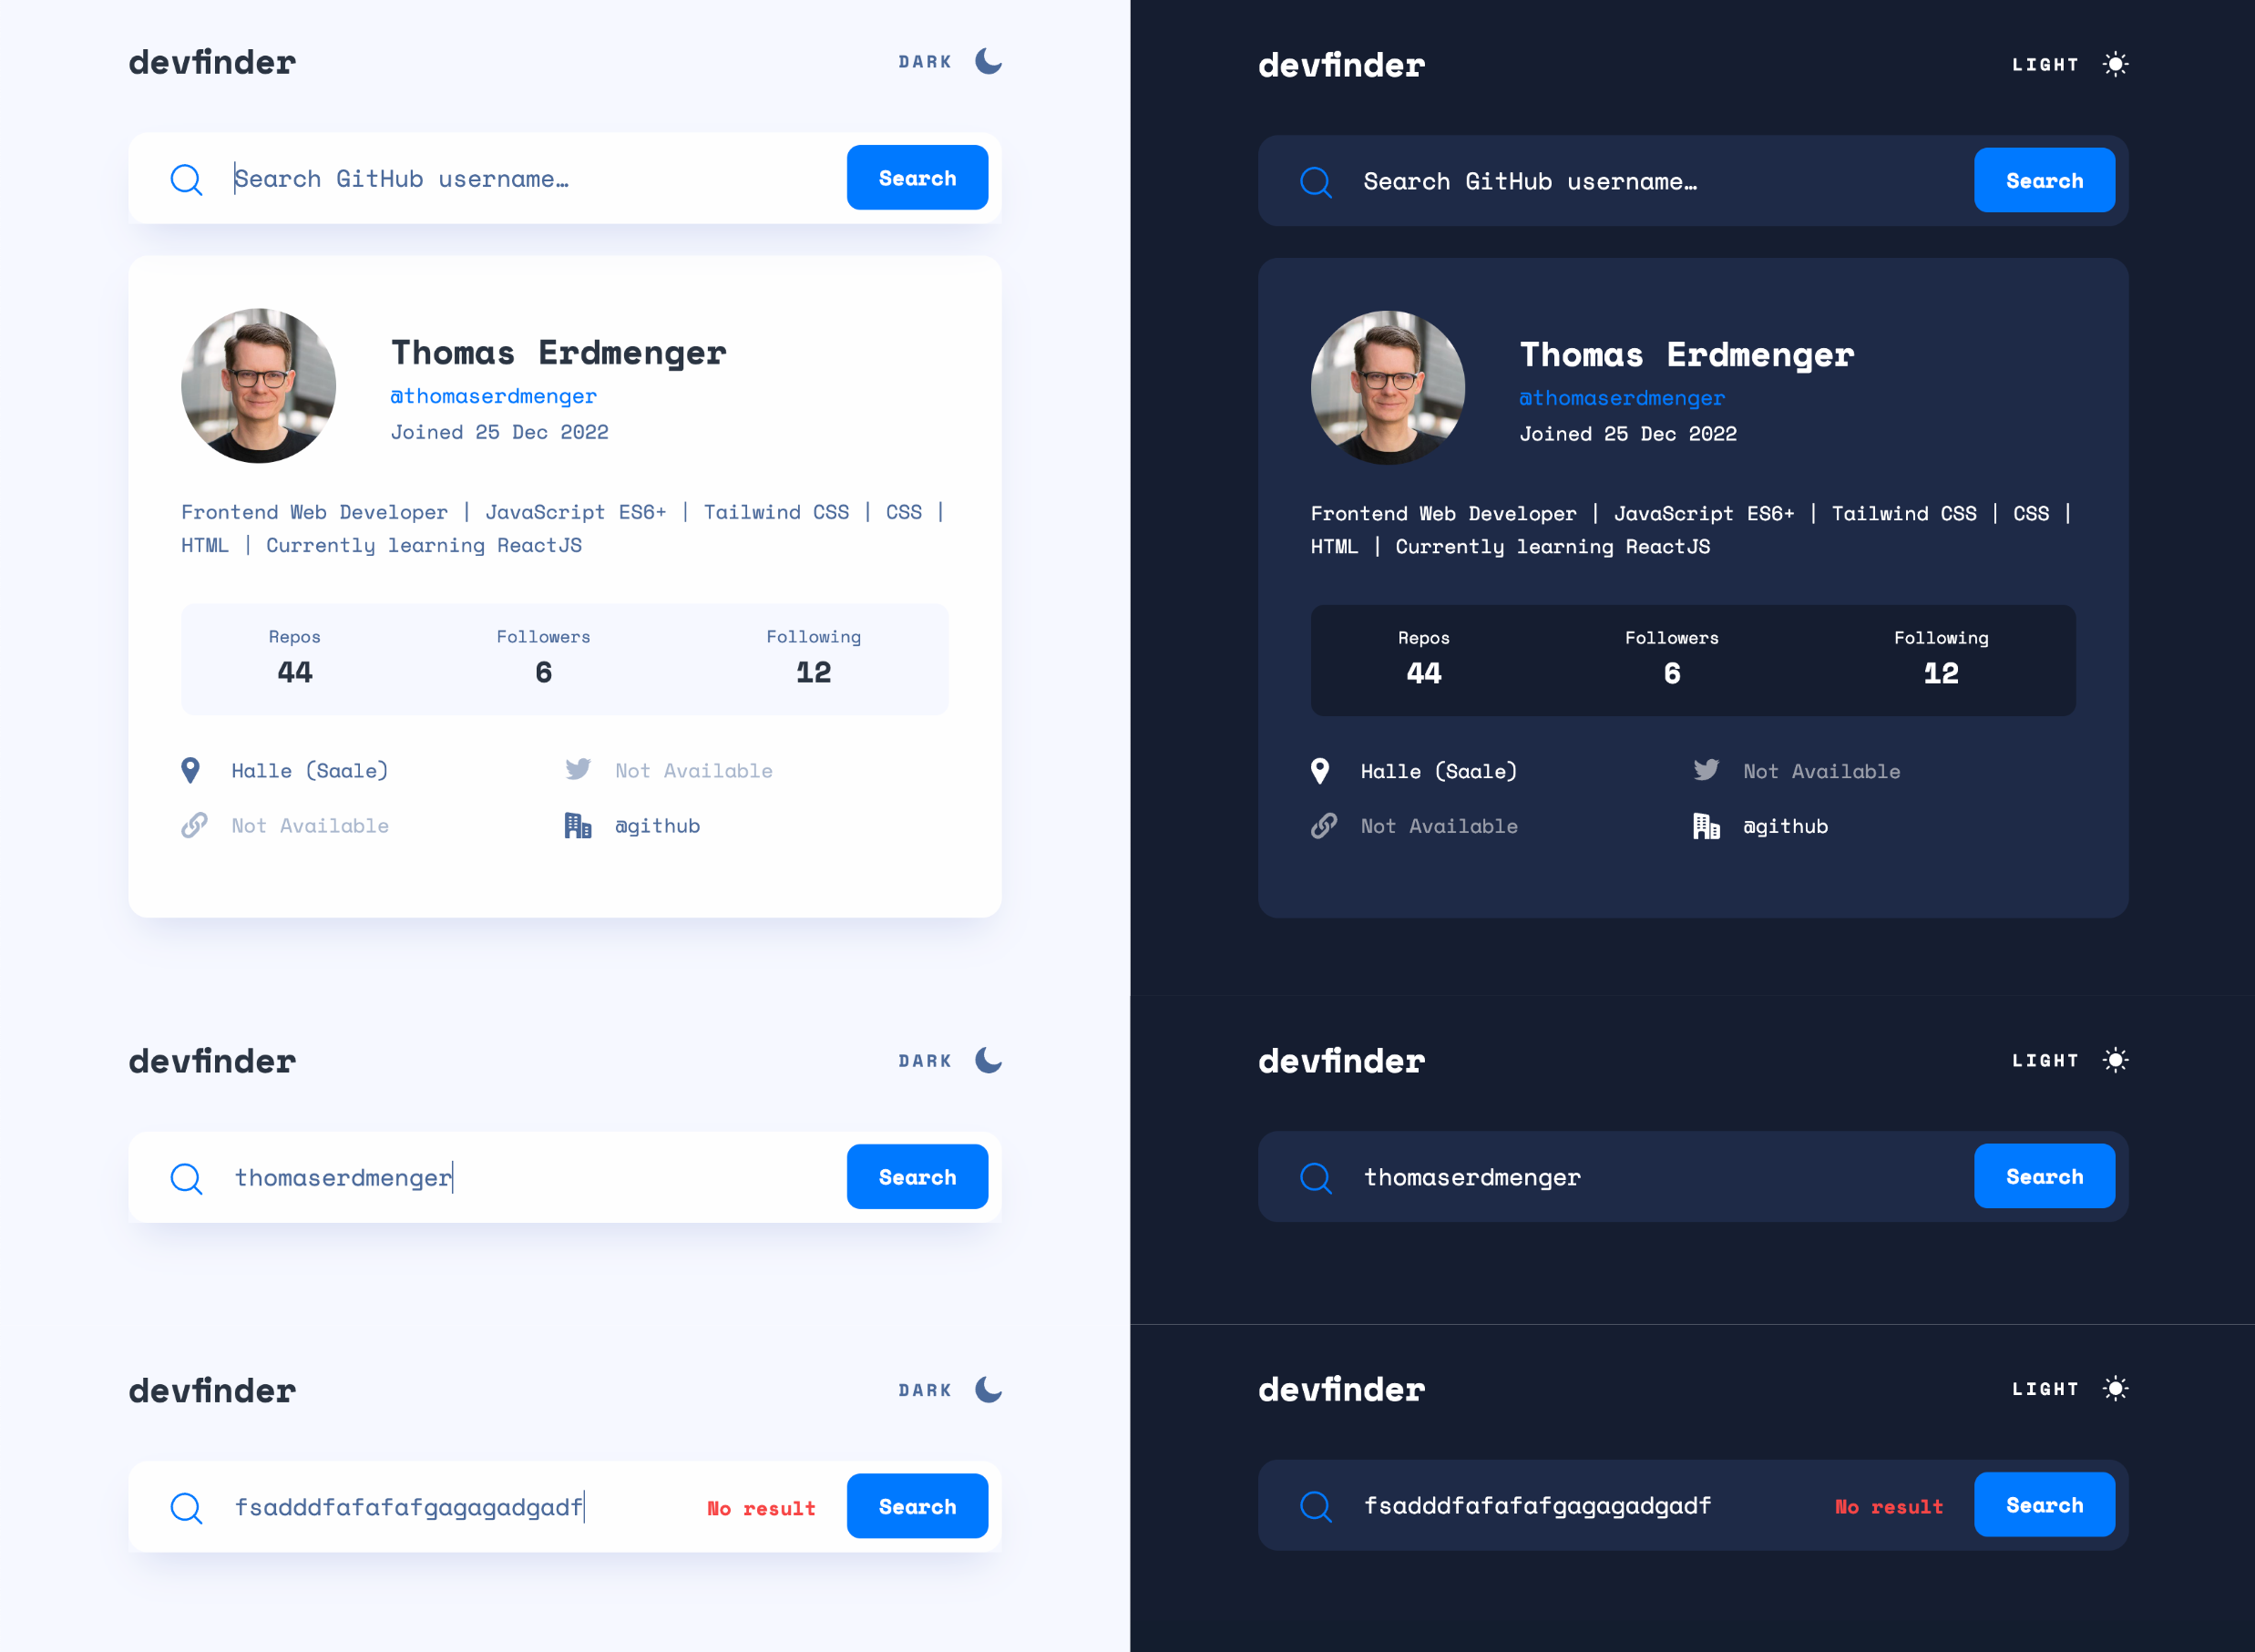 devfinder
DARK
Search GitHub username…
Search
Thomas Erdmenger
@thomaserdmenger
Joined 25 Dec 2022
Frontend Web Developer | JavaScript ES6+ | Tailwind CSS | CSS |
HTML | Currently learning ReactJS
Repos Followers Following
44 6 12
Halle (Saale) Not Available
Not Available @github
devfinder
DARK
thomaserdmenger
Search
devfinder
DARK
fsadddfafafafgagagadgadf No result Search
devfinder
LIGHT
Search GitHub username…
Search
Thomas Erdmenger
@thomaserdmenger
Joined 25 Dec 2022
Frontend Web Developer | JavaScript ES6+ | Tailwind CSS | CSS |
HTML | Currently learning ReactJS
Repos Followers Following
44 6 12
Halle (Saale) Not Available
Not Available @github
devfinder
LIGHT
thomaserdmenger
Search
devfinder
LIGHT
fsadddfafafafgagagadgadf No result Search